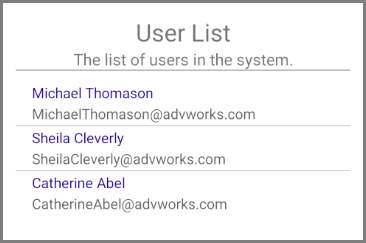 User List
The list of users in the system.
Michael Thomason
MichaelThomason@advworks.com
Sheila Cleverly
SheilaCleverly@advworks.com
Catherine Abel
CatherineAbel@advworks.com